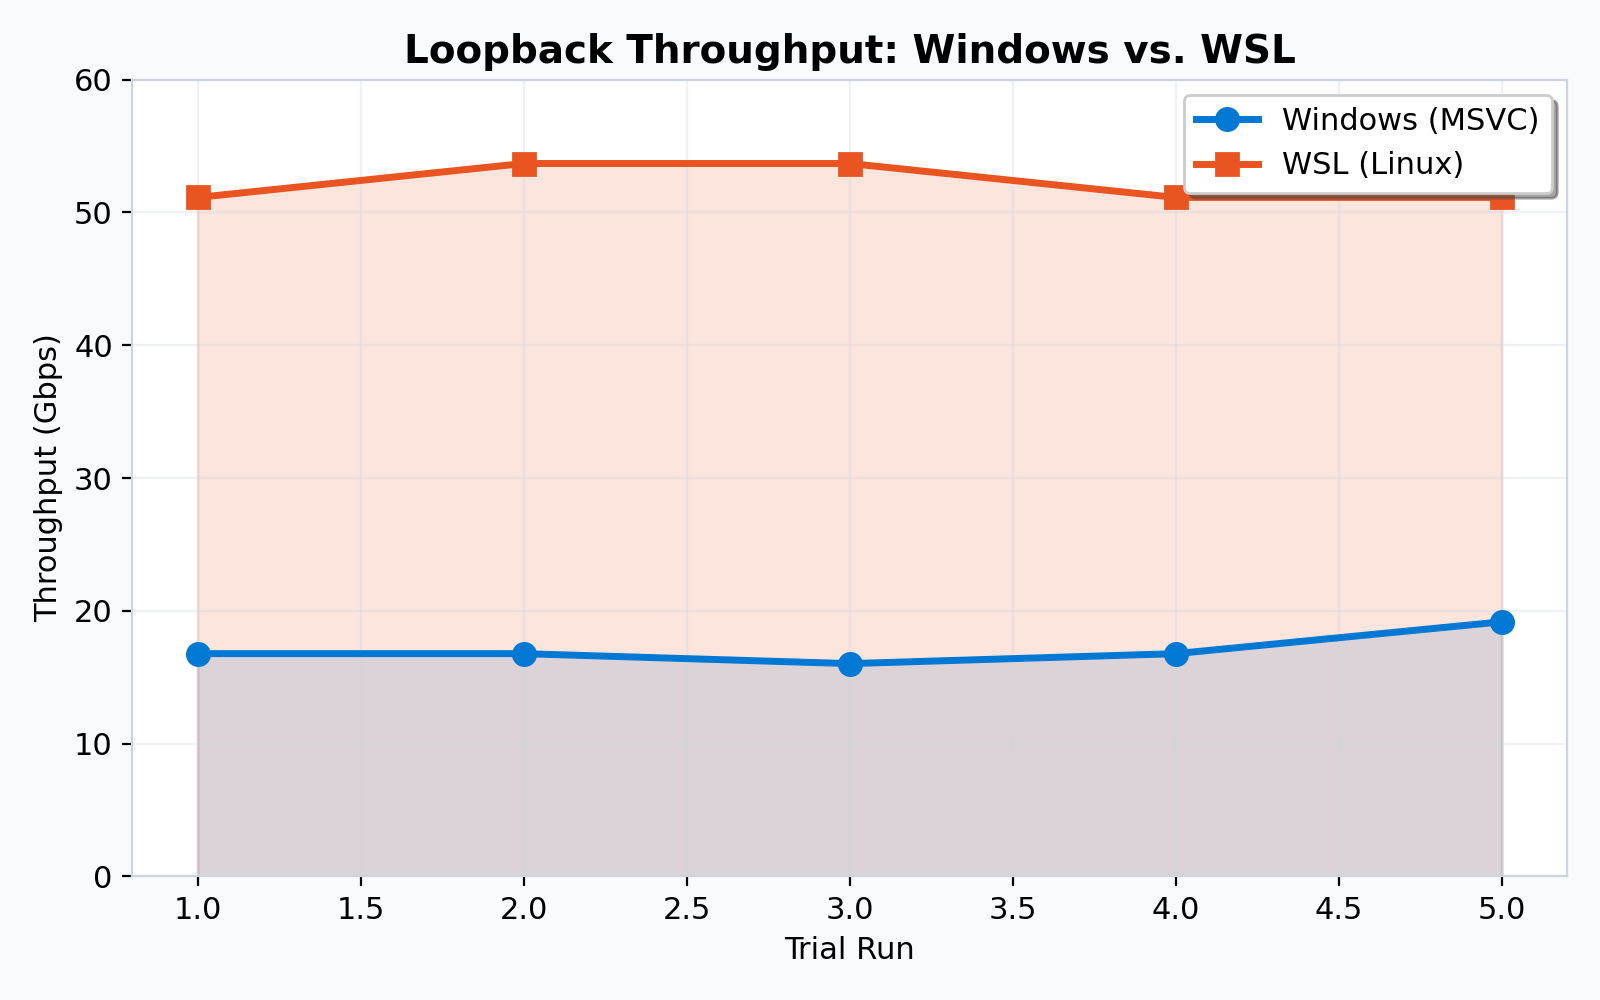 Loopback Throughput: Windows vs. WSL
Windows (MSVC)
WSL (Linux)
Throughput (Gbps)
60
50
40
30
20
10
0
1.0 1.5 2.0 2.5 3.0 3.5 4.0 4.5 5.0
Trial Run